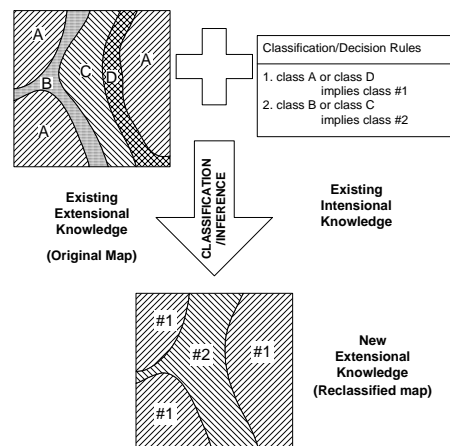 A
B
C
D
A
A
Classification/Decision Rules
1. class A or class D
implies class #1
2. class B or class C
implies class #2
Existing
Extensional
Knowledge
(Original Map)
CLASSIFICATION
/INFERENCE
Existing
Intensional
Knowledge
#1
#2
#1
#1
New
Extensional
Knowledge
(Reclassified map)